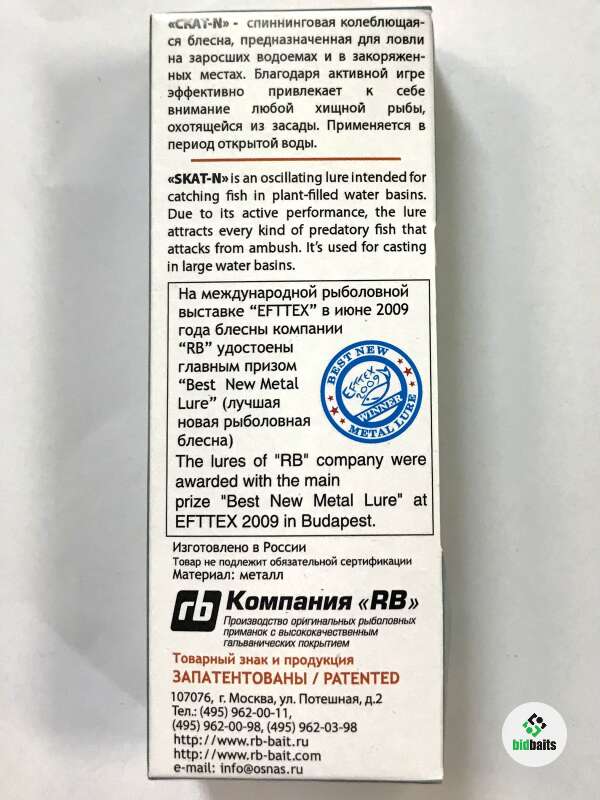 «СКАТ-N» - спиннинговая колеблющая-
ся блесна, предназначенная для ловли
на заросших водоемах и в закоряжен-
ных местах. Благодаря активной игре
эффективно привлекает к себе
внимание любой хищной рыбы,
охотящейся из засады. Применяется в
период открытой воды.
«SKAT-N» is an oscillating lure intended for
catching fish in plant-filled water basins.
Due to its active performance, the lure
attracts every kind of predatory fish that
attacks from ambush. It's used for casting
in large water basins.
На международной рыболовной
выставке "EFTTEX" в июне 2009
года блесны компании
"RB" удостоены
главным призом
"Best New Metal
Lure" (лучшая
новая рыболовная
блесна)
BEST NEW
EFTTEX
2009
WINNER
METAL LURE
The lures of "RB" company were
awarded with the main
prize "Best New Metal Lure" at
EFTTEX 2009 in Budapest.
Изготовлено в России
Товар не подлежит обязательной сертификации
Материал: металл
rb Компания «RB»
Производство оригинальных рыболовных
приманок с высококачественным
гальваническим покрытием
Товарный знак и продукция
ЗАПАТЕНТОВАНЫ / PATENTED
107076, г. Москва, ул. Потешная, д.2
Тел.: (495) 962-00-11,
(495) 962-00-98, (495) 962-03-98
http://www.rb-bait.ru
http://www.rb-bait.com
e-mail: info@osnas.ru
bidbaits